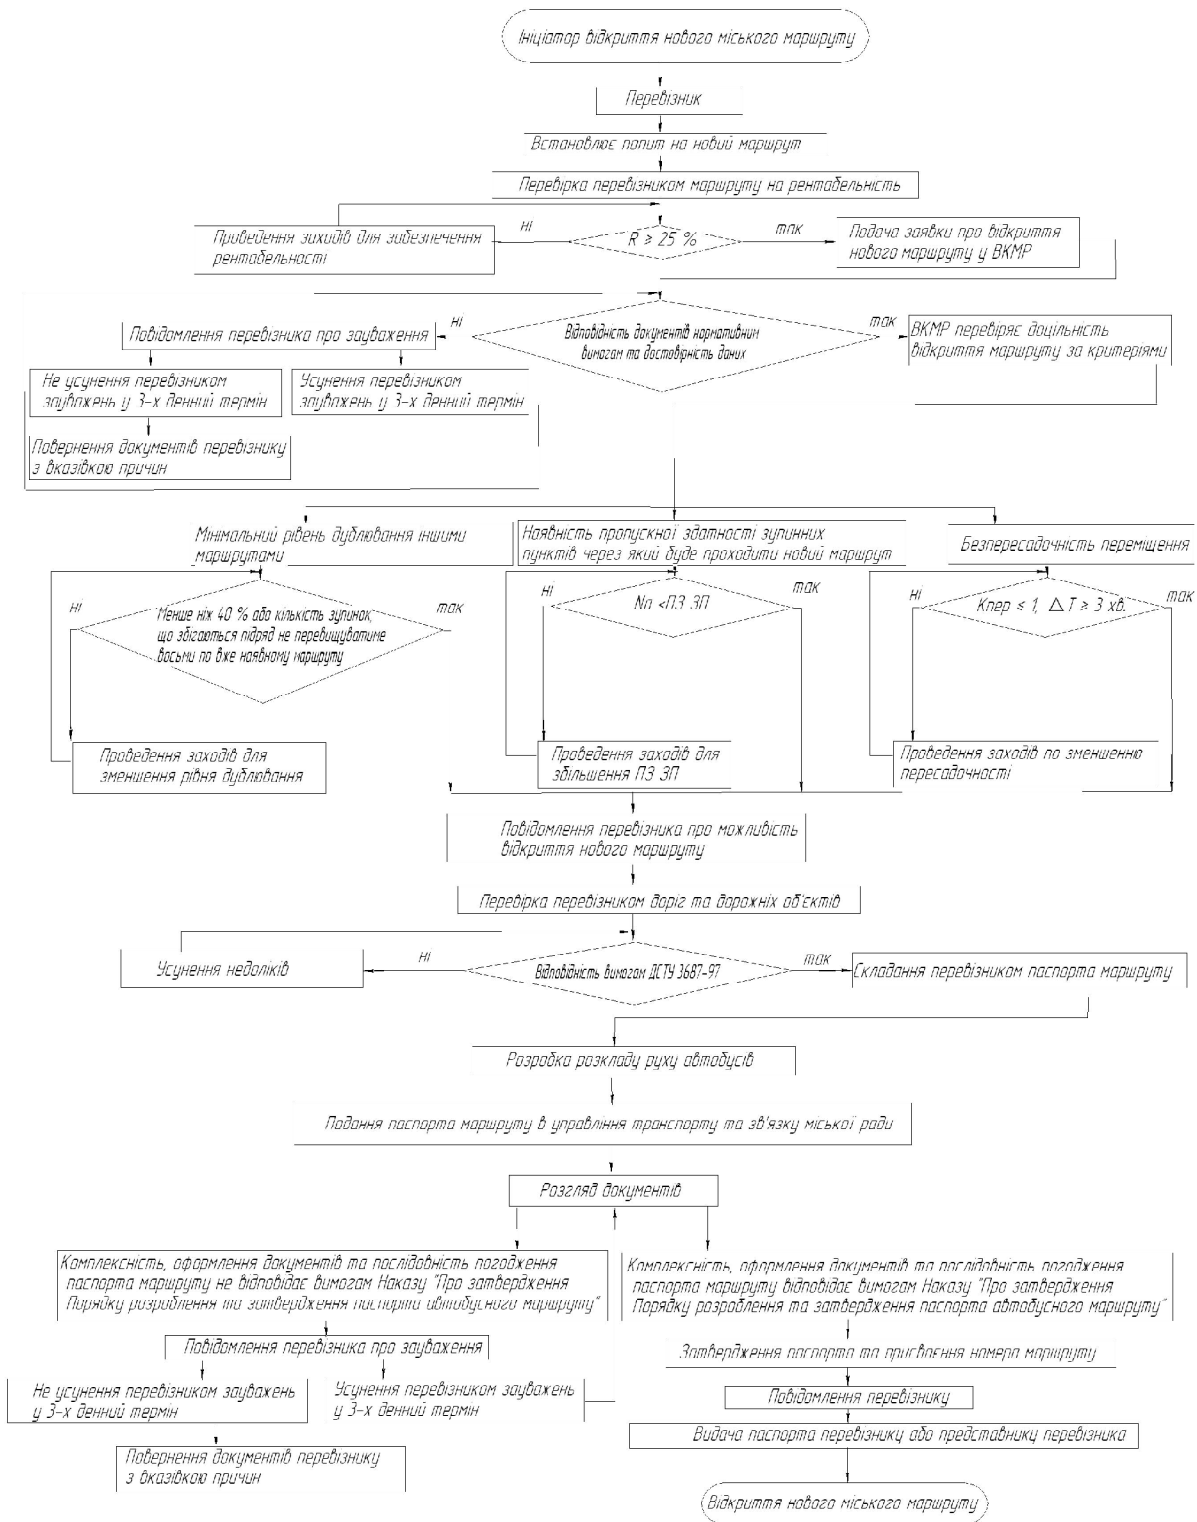 Ініціатор відкриття нового міського маршруту
Перевізник
Встановлює попит на новий маршрут
Перевірка перевізником маршруту на рентабельність
ні
так
Проведення заходів для забезпечення
рентабельності
R ≥ 25 %
Подача заявки про відкриття
нового маршруту у ВКМР
ні
так
Повідомлення перевізника про зауваження
Відповідність документів нормативним
вимогам та достовірність даних
ВКМР перевіряє доцільність
відкриття маршруту за критеріями
Не усунення перевізником
зауважень у 3-х денний термін
Усунення перевізником
зауважень у 3-х денний термін
Повернення документів перевізнику
з вказівкою причин
Мінімальний рівень дублювання іншими
маршрутами
Наявність пропускної здатності зупинних
пунктів через який буде проходити новий маршрут
Безпересадочність переміщення
ні
Менше ніж 40 % або кількість зупинок,
що збігаються підряд не перевищуватиме
восьми по вже наявному маршруту
так
ні
Nп <ПЗ ЗП
так
ні
Кпер ≤ 1, △ T ≥ 3 хв.
так
Проведення заходів для
зменшення рівня дублювання
Проведення заходів для
збільшення ПЗ ЗП
Проведення заходів по зменшенню
пересадочності
Повідомлення перевізника про можливість
відкриття нового маршруту
Перевірка перевізником доріг та дорожніх об'єктів
Усунення недоліків
ні
Відповідність вимогам ДСТУ 3687-97
так
Складання перевізником паспорта маршруту
Розробка розкладу руху автобусів
Подання паспорта маршруту в управління транспорту та зв'язку міської ради
Розгляд документів
Комплексність, оформлення документів та послідовність погодження
паспорта маршруту не відповідає вимогам Наказу "Про затвердження
Порядку розроблення та затвердження паспорта автобусного маршруту"
Комплексність, оформлення документів та послідовність погодження
паспорта маршруту відповідає вимогам Наказу "Про затвердження
Порядку розроблення та затвердження паспорта автобусного маршруту"
Повідомлення перевізника про зауваження
Затвердження паспорта та присвоєння номера маршруту
Не усунення перевізником зауважень
у 3-х денний термін
Усунення перевізником зауважень
у 3-х денний термін
Повідомлення перевізнику
Видача паспорта перевізнику або представнику перевізника
Повернення документів перевізнику
з вказівкою причин
Відкриття нового міського маршруту